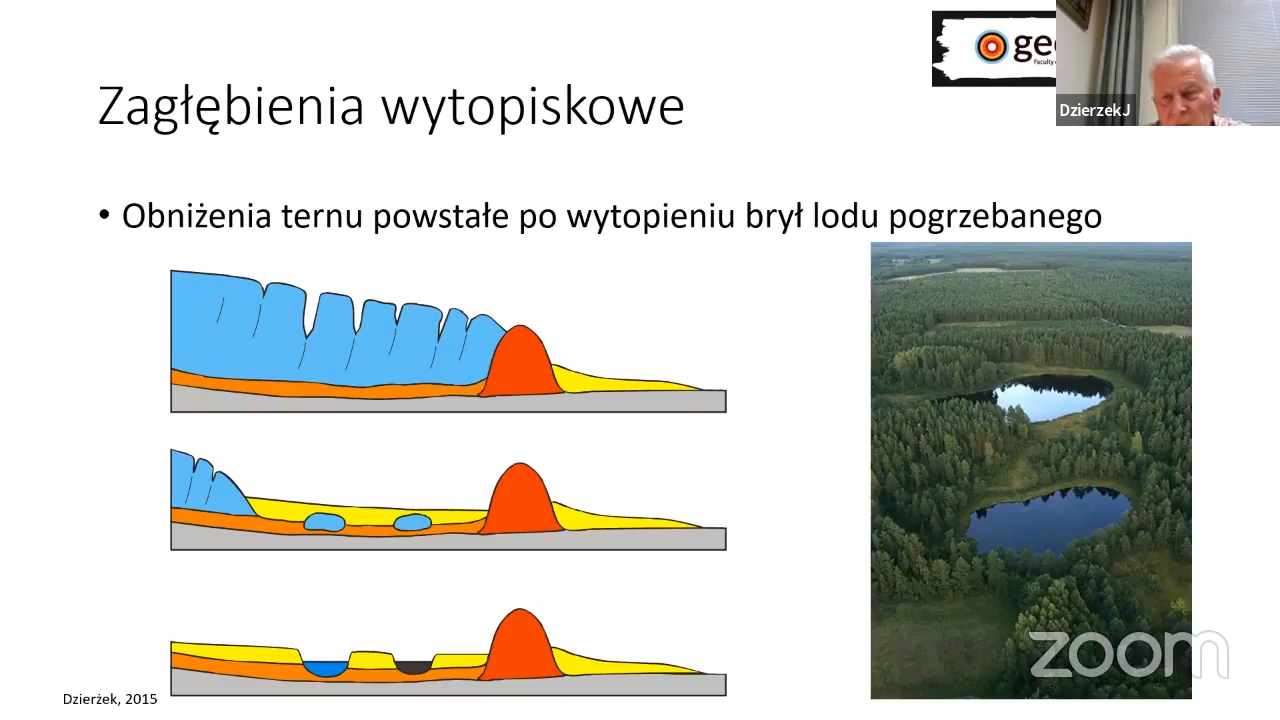 Zagłębienia wytopiskowe
DzierzekJ
• Obniżenia ternu powstałe po wytopieniu brył lodu pogrzebanego
Dzierżek, 2015
zoom